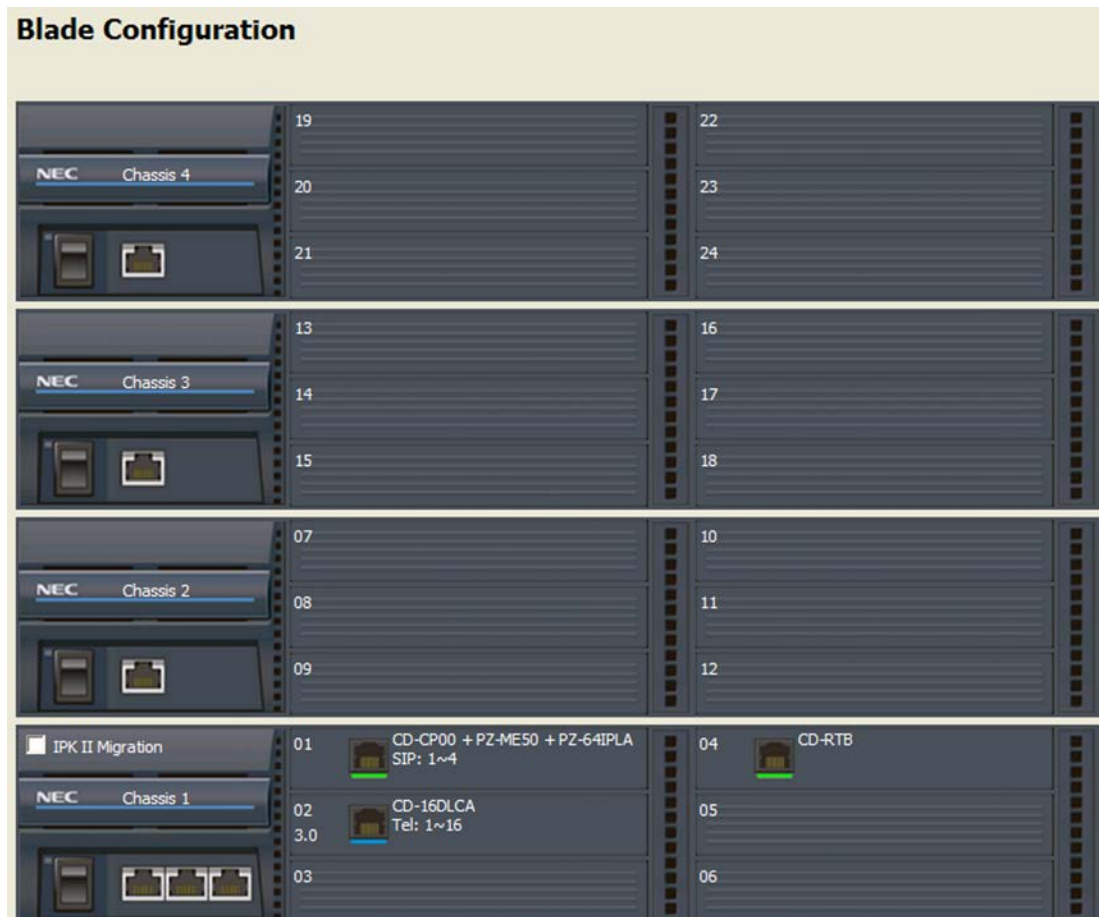 Blade Configuration
19
22
NEC Chassis 4
20
23
21
24
13
16
NEC Chassis 3
14
17
15
18
07
10
NEC Chassis 2
08
11
09
12
IPK II Migration
01
CD-CP00 + PZ-ME50 + PZ-64IPLA
SIP: 1~4
04
CD-RTB
NEC Chassis 1
02
3.0
CD-16DLCA
Tel: 1~16
05
03
06